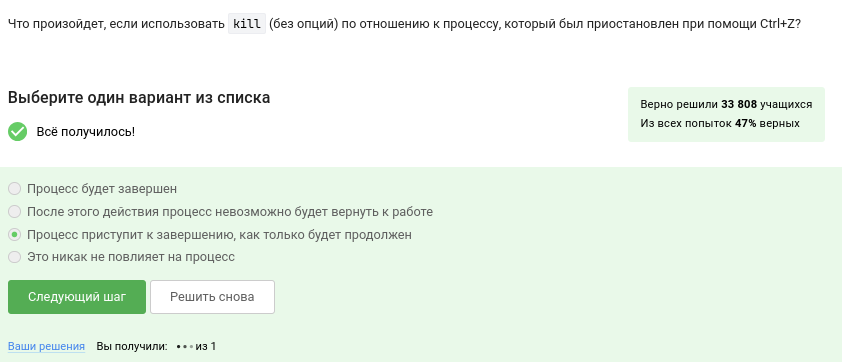 Что произойдет, если использовать kill (без опций) по отношению к процессу, который был приостановлен при помощи Ctrl+Z?
Выберите один вариант из списка
Верно решили 33 808 учащихся
Из всех попыток 47% верных
Всё получилось!
Процесс будет завершен
После этого действия процесс невозможно будет вернуть к работе
Процесс приступит к завершению, как только будет продолжен
Это никак не повлияет на процесс
Следующий шаг
Решить снова
Ваши решения Вы получили: из 1